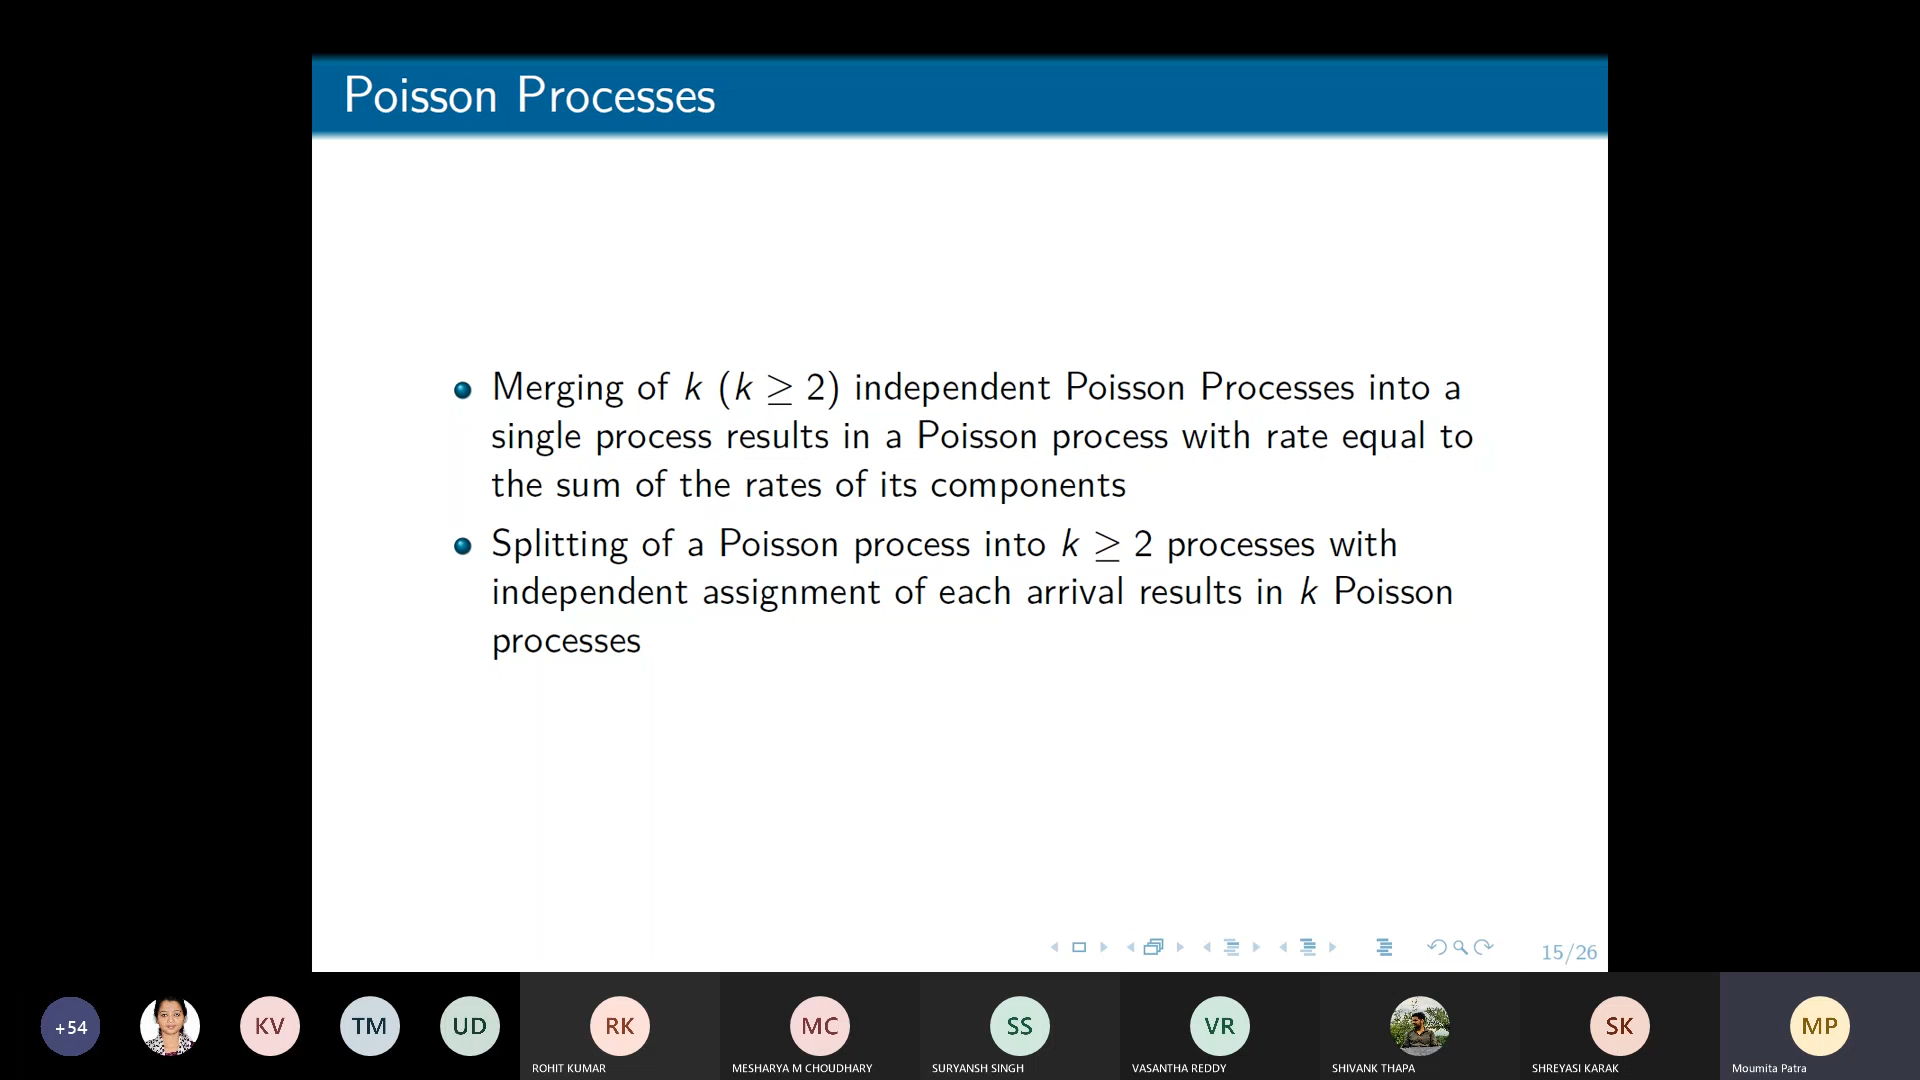 Poisson Processes
Merging of k (k ≥ 2) independent Poisson Processes into a
single process results in a Poisson process with rate equal to
the sum of the rates of its components
Splitting of a Poisson process into k ≥ 2 processes with
independent assignment of each arrival results in k Poisson
processes
15/26
+54
KV
TM
UD
RK
MC
SS
VR
SK
MP
ROHIT KUMAR
MESHARYA M CHOUDHARY
SURYANSH SINGH
VASANTHA REDDY
SHIVANK THAPA
SHREYASI KARAK
Moumita Patra